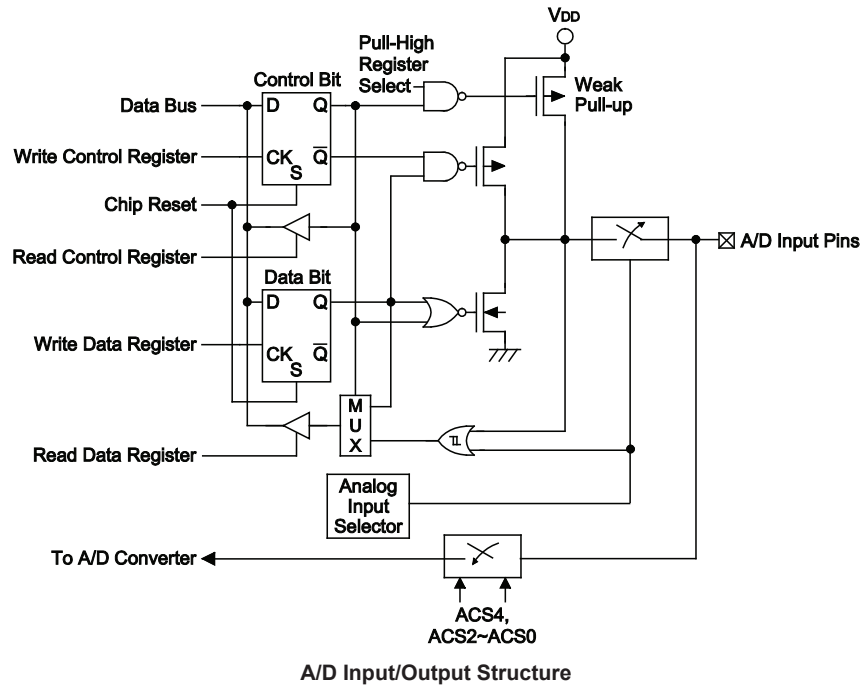 VDD
Pull-High
Register
Select
Weak
Pull-up
Control Bit
Data Bus
D
Q
Write Control Register
CK
Q̅
S
Chip Reset
Read Control Register
A/D Input Pins
Data Bit
D
Q
Write Data Register
CK
Q̅
S
M
U
X
Read Data Register
Analog
Input
Selector
To A/D Converter
ACS4,
ACS2~ACS0
A/D Input/Output Structure